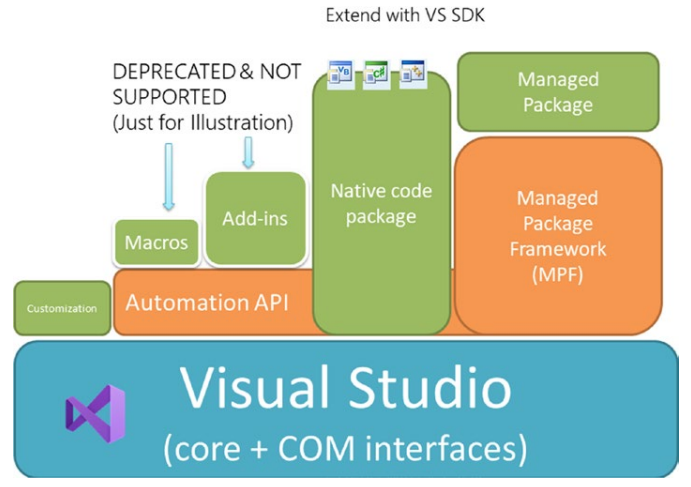 Extend with VS SDK
DEPRECATED & NOT
SUPPORTED
(Just for Illustration)
VB
C#
Managed
Package
Native code
package
Managed
Package
Framework
(MPF)
Add-ins
Macros
Customization
Automation API
Visual Studio
(core + COM interfaces)